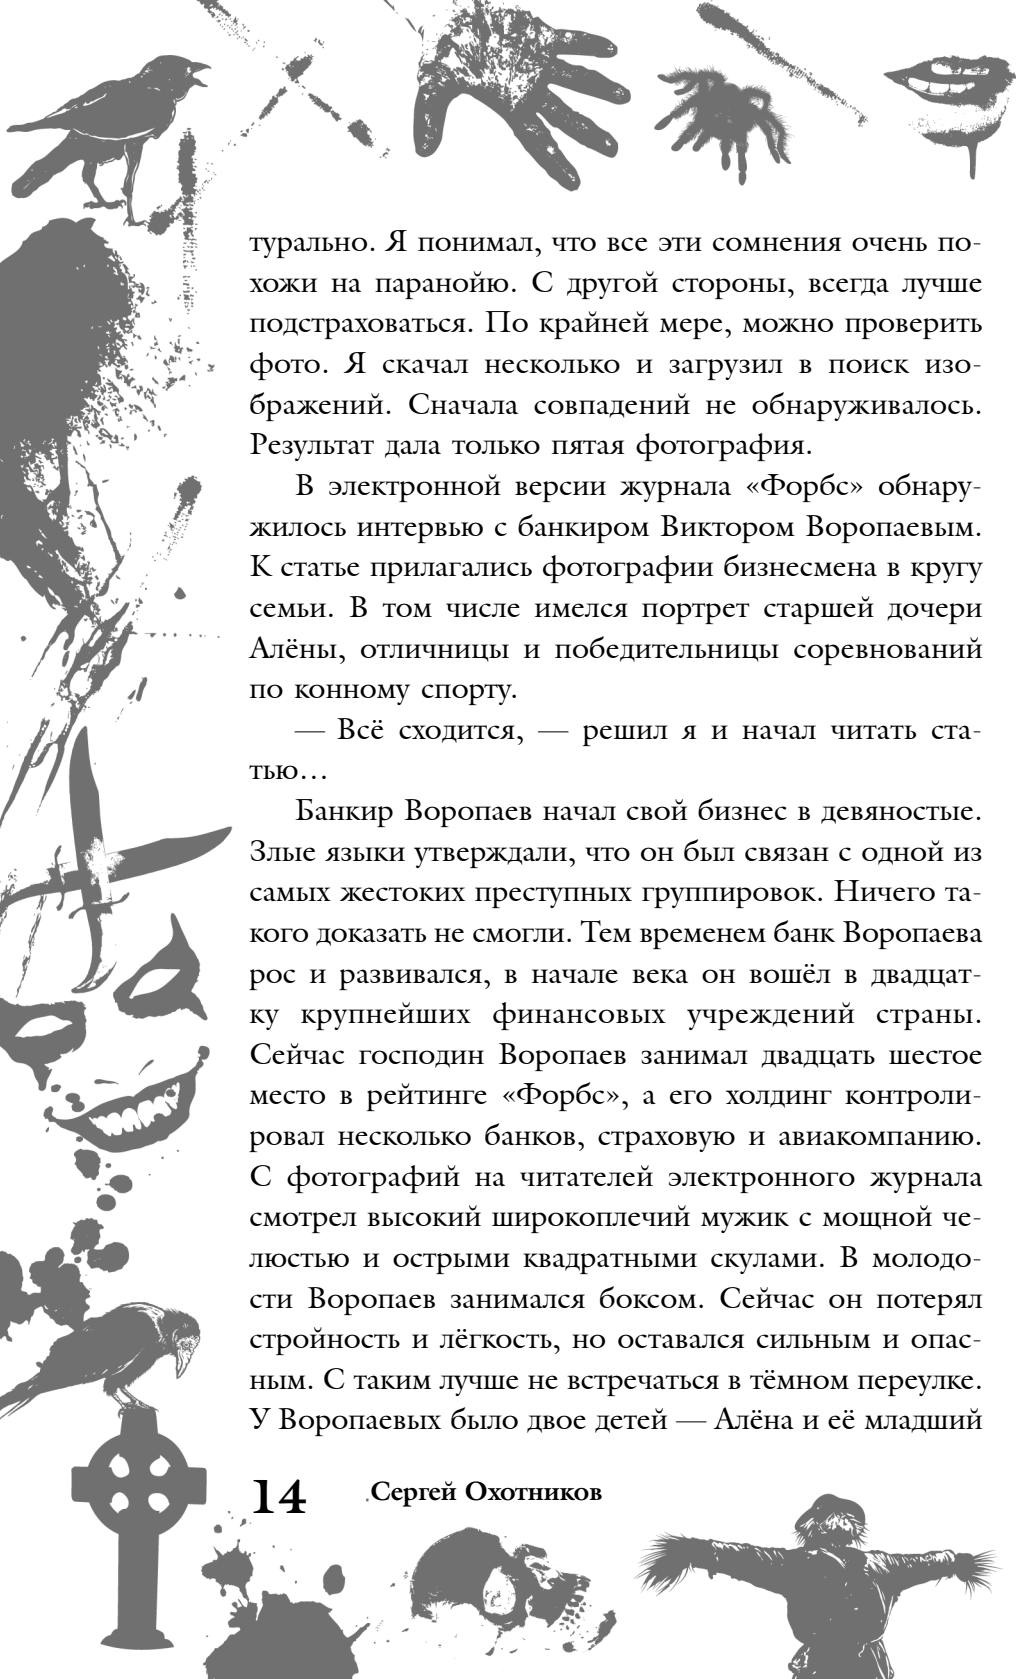 турально. Я понимал, что все эти сомнения очень по-
хожи на паранойю. С другой стороны, всегда лучше
подстраховаться. По крайней мере, можно проверить
фото. Я скачал несколько и загрузил в поиск изо-
бражений. Сначала совпадений не обнаруживалось.
Результат дала только пятая фотография.
В электронной версии журнала «Форбс» обнару-
жилось интервью с банкиром Виктором Воропаевым.
К статье прилагались фотографии бизнесмена в кругу
семьи. В том числе имелся портрет старшей дочери
Алёны, отличницы и победительницы соревнований
по конному спорту.
— Всё сходится, — решил я и начал читать ста-
тью…
Банкир Воропаев начал свой бизнес в девяностые.
Злые языки утверждали, что он был связан с одной из
самых жестоких преступных группировок. Ничего та-
кого доказать не смогли. Тем временем банк Воропаева
рос и развивался, в начале века он вошёл в двадцат-
ку крупнейших финансовых учреждений страны.
Сейчас господин Воропаев занимал двадцать шестое
место в рейтинге «Форбс», а его холдинг контроли-
ровал несколько банков, страховую и авиакомпанию.
С фотографий на читателей электронного журнала
смотрел высокий широкоплечий мужик с мощной че-
люстью и острыми квадратными скулами. В молодо-
сти Воропаев занимался боксом. Сейчас он потерял
стройность и лёгкость, но оставался сильным и опас-
ным. С таким лучше не встречаться в тёмном переулке.
У Воропаевых было двое детей — Алёна и её младший
14 Сергей Охотников